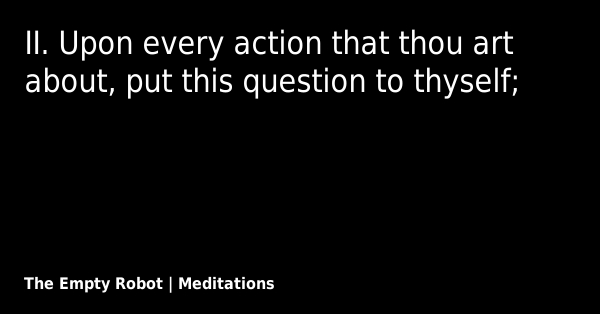 II. Upon every action that thou art
about, put this question to thyself;
The Empty Robot | Meditations